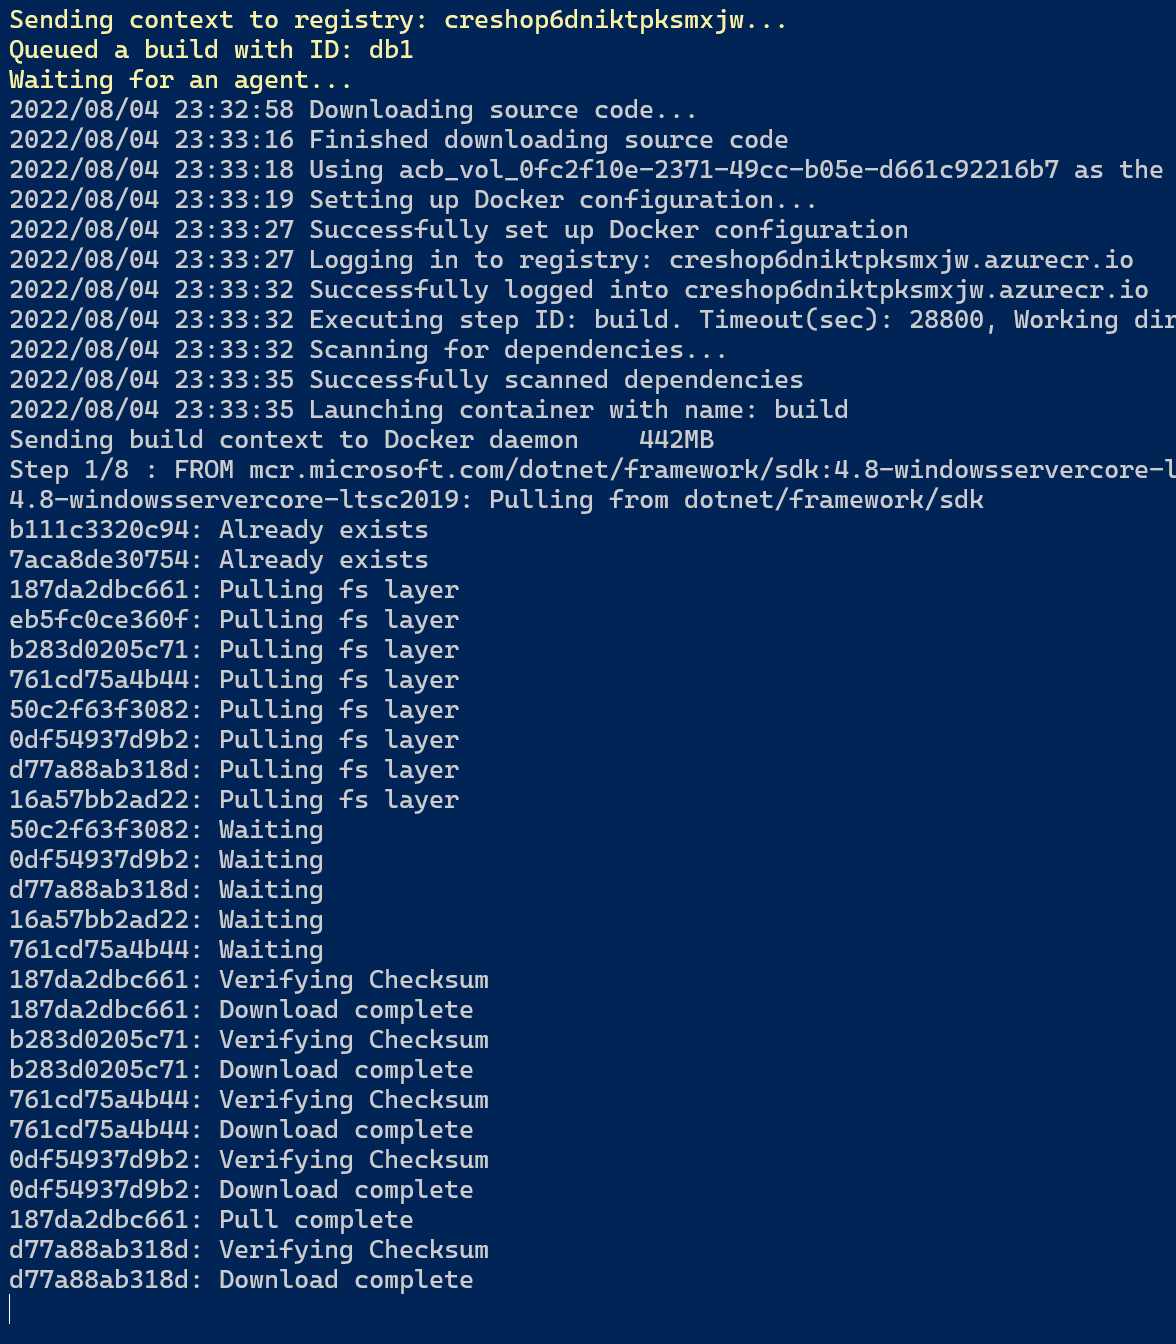 Sending context to registry: creshop6dniktpksmxjw...
Queued a build with ID: db1
Waiting for an agent...
2022/08/04 23:32:58 Downloading source code...
2022/08/04 23:33:16 Finished downloading source code
2022/08/04 23:33:18 Using acb_vol_0fc2f10e-2371-49cc-b05e-d661c92216b7 as the
2022/08/04 23:33:19 Setting up Docker configuration...
2022/08/04 23:33:27 Successfully set up Docker configuration
2022/08/04 23:33:27 Logging in to registry: creshop6dniktpksmxjw.azurecr.io
2022/08/04 23:33:32 Successfully logged into creshop6dniktpksmxjw.azurecr.io
2022/08/04 23:33:32 Executing step ID: build. Timeout(sec): 28800, Working dir
2022/08/04 23:33:32 Scanning for dependencies...
2022/08/04 23:33:35 Successfully scanned dependencies
2022/08/04 23:33:35 Launching container with name: build
Sending build context to Docker daemon    442MB
Step 1/8 : FROM mcr.microsoft.com/dotnet/framework/sdk:4.8-windowsservercore-l
4.8-windowsservercore-ltsc2019: Pulling from dotnet/framework/sdk
b111c3320c94: Already exists
7aca8de30754: Already exists
187da2dbc661: Pulling fs layer
eb5fc0ce360f: Pulling fs layer
b283d0205c71: Pulling fs layer
761cd75a4b44: Pulling fs layer
50c2f63f3082: Pulling fs layer
0df54937d9b2: Pulling fs layer
d77a88ab318d: Pulling fs layer
16a57bb2ad22: Pulling fs layer
50c2f63f3082: Waiting
0df54937d9b2: Waiting
d77a88ab318d: Waiting
16a57bb2ad22: Waiting
761cd75a4b44: Waiting
187da2dbc661: Verifying Checksum
187da2dbc661: Download complete
b283d0205c71: Verifying Checksum
b283d0205c71: Download complete
761cd75a4b44: Verifying Checksum
761cd75a4b44: Download complete
0df54937d9b2: Verifying Checksum
0df54937d9b2: Download complete
187da2dbc661: Pull complete
d77a88ab318d: Verifying Checksum
d77a88ab318d: Download complete